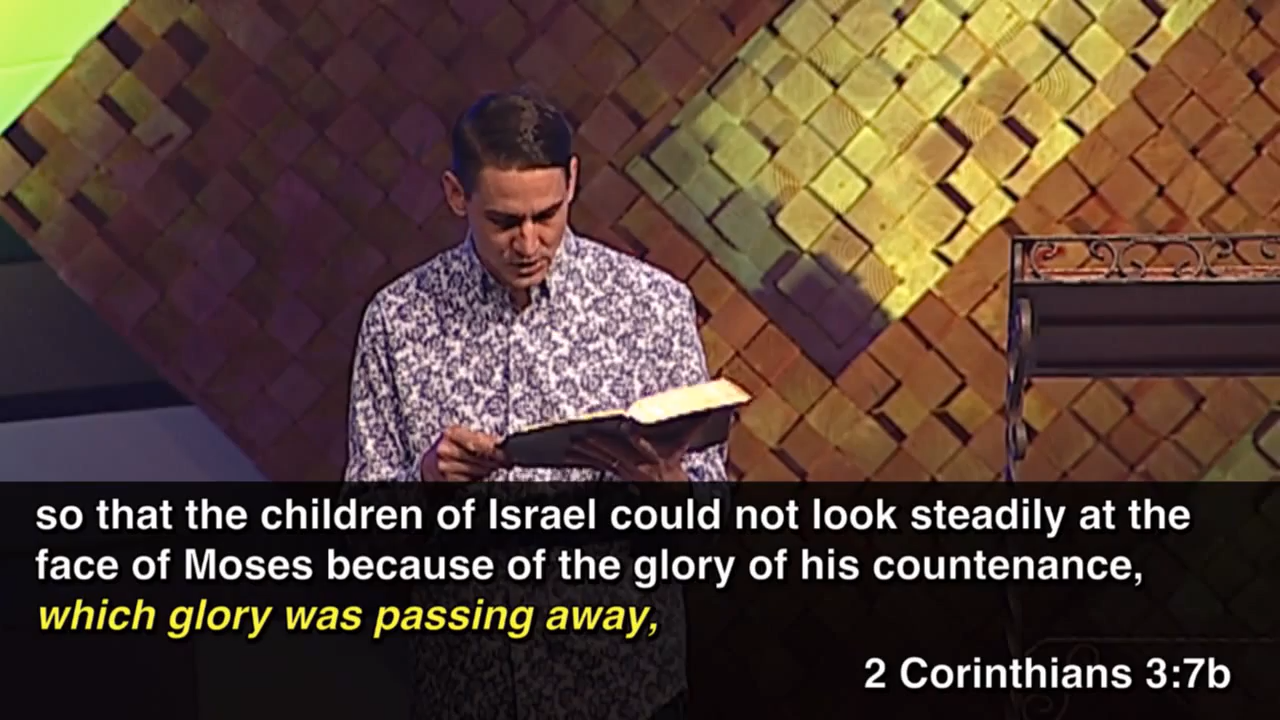 so that the children of Israel could not look steadily at the
face of Moses because of the glory of his countenance,
which glory was passing away,
2 Corinthians 3:7b